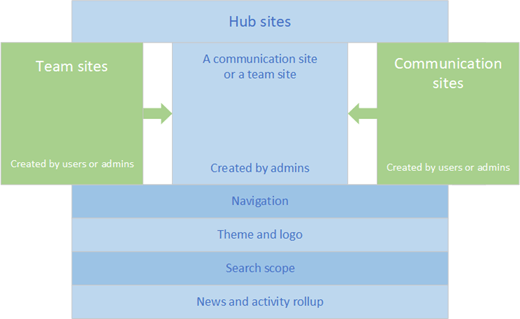 Hub sites
Team sites
Created by users or admins
A communication site
or a team site
Created by admins
Communication
sites
Created by users or admins
Navigation
Theme and logo
Search scope
News and activity rollup